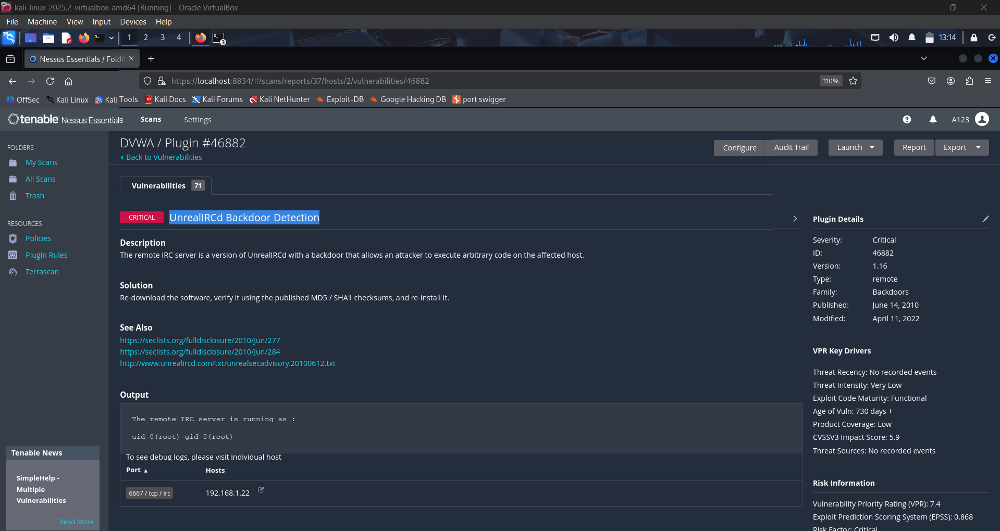 kali-linux-2025.2-virtualbox-amd64 [Running] - Oracle VirtualBox
File Machine View Input Devices Help
1 2 3 4 3 13:14
Nessus Essentials / Folde
https://localhost:8834/#/scans/reports/37/hosts/2/vulnerabilities/46882 110%
OffSec Kali Linux Kali Tools Kali Docs Kali Forums Kali NetHunter Exploit-DB Google Hacking DB port swigger
tenable Nessus Essentials Scans Settings A123
FOLDERS
My Scans
All Scans
Trash
RESOURCES
Policies
Plugin Rules
Terrascan
Tenable News
SimpleHelp -
Multiple
Vulnerabilities
Read More
DVWA / Plugin #46882
Back to Vulnerabilities
Configure Audit Trail Launch Report Export
Vulnerabilities 71
CRITICAL UnrealIRCd Backdoor Detection
Description
The remote IRC server is a version of UnrealIRCd with a backdoor that allows an attacker to execute arbitrary code on the affected host.
Solution
Re-download the software, verify it using the published MD5 / SHA1 checksums, and re-install it.
See Also
https://seclists.org/fulldisclosure/2010/Jun/277
https://seclists.org/fulldisclosure/2010/Jun/284
http://www.unrealircd.com/txt/unrealsecadvisory.20100612.txt
Output
The remote IRC server is running as :
uid=0(root) gid=0(root)
To see debug logs, please visit individual host
Port Hosts
6667 / tcp / irc 192.168.1.22
Plugin Details
Severity: Critical
ID: 46882
Version: 1.16
Type: remote
Family: Backdoors
Published: June 14, 2010
Modified: April 11, 2022
VPR Key Drivers
Threat Recency: No recorded events
Threat Intensity: Very Low
Exploit Code Maturity: Functional
Age of Vuln: 730 days +
Product Coverage: Low
CVSSV3 Impact Score: 5.9
Threat Sources: No recorded events
Risk Information
Vulnerability Priority Rating (VPR): 7.4
Exploit Prediction Scoring System (EPSS): 0.868
Risk Factor: Critical